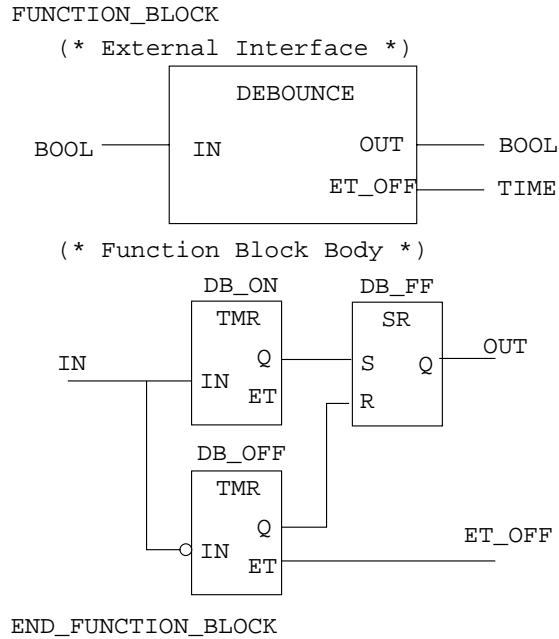 FUNCTION_BLOCK
(* External Interface *)
DEBOUNCE
BOOL IN OUT BOOL
ET_OFF TIME
(* Function Block Body *)
DB_ON DB_FF
TMR SR
Q S Q OUT
IN IN ET
R
DB_OFF
TMR
Q
IN ET ET_OFF
END_FUNCTION_BLOCK